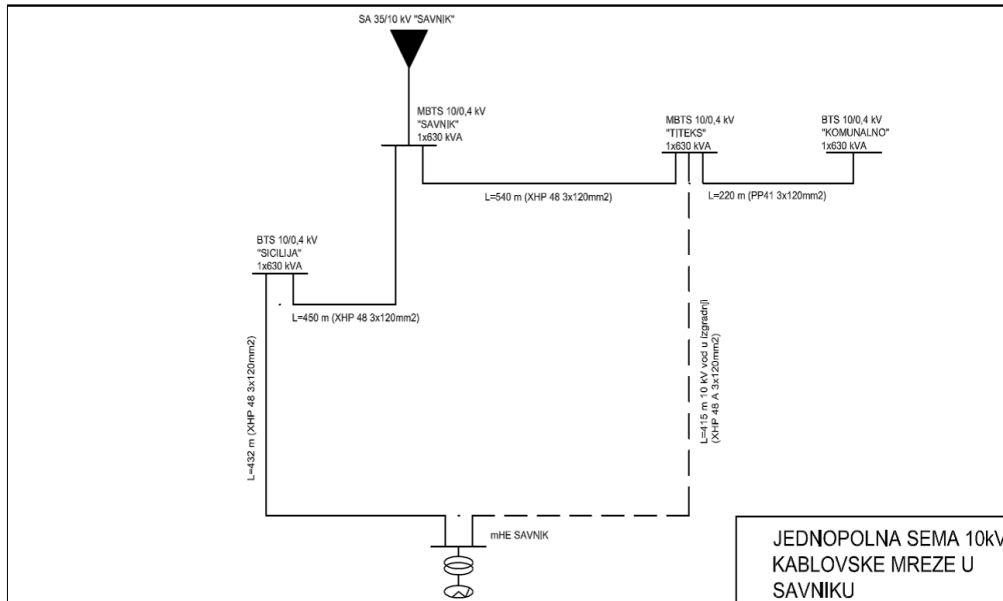 SA 35/10 kV "SAVNIK"
MBTS 10/0,4 kV
"SAVNIK"
1x630 kVA
MBTS 10/0,4 kV
"TITEKS"
1x630 kVA
BTS 10/0,4 kV
"KOMUNALNO"
1x630 kVA
L=540 m (XHP 48 3x120mm2)
L=220 m (PP41 3x120mm2)
BTS 10/0,4 kV
"SICILIJA"
1x630 kVA
L=450 m (XHP 48 3x120mm2)
L=432 m (XHP 48 3x120mm2)
L=415 m 10 kV vod u izgradnji
(XHP 48 A 3x120mm2)
mHE SAVNIK
JEDNOPOLNA SEMA 10kV
KABLOVSKE MREZE U
SAVNIKU